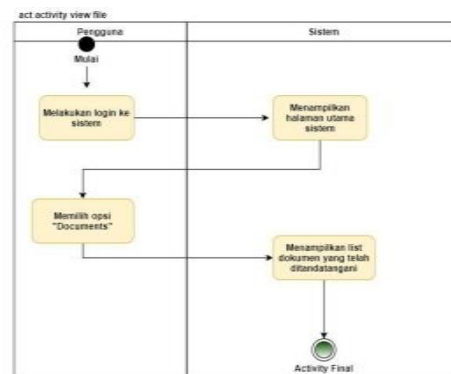 act activity view file
Pengguna
Sistem
Mulai
Melakukan login ke
sistem
Menampilkan
halaman utama
sistem
Memilih opsi
"Documents"
Menampilkan list
dokumen yang telah
ditandatangani
Activity Final